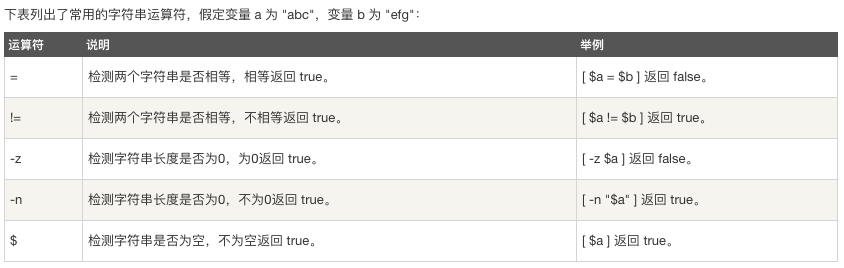 下表列出了常用的字符串运算符，假定变量 a 为 "abc"，变量 b 为 "efg"：
运算符 说明 举例
= 检测两个字符串是否相等，相等返回 true。 [ $a = $b ] 返回 false。
!= 检测两个字符串是否相等，不相等返回 true。 [ $a != $b ] 返回 true。
-z 检测字符串长度是否为0，为0返回 true。 [ -z $a ] 返回 false。
-n 检测字符串长度是否为0，不为0返回 true。 [ -n "$a" ] 返回 true。
$ 检测字符串是否为空，不为空返回 true。 [ $a ] 返回 true。